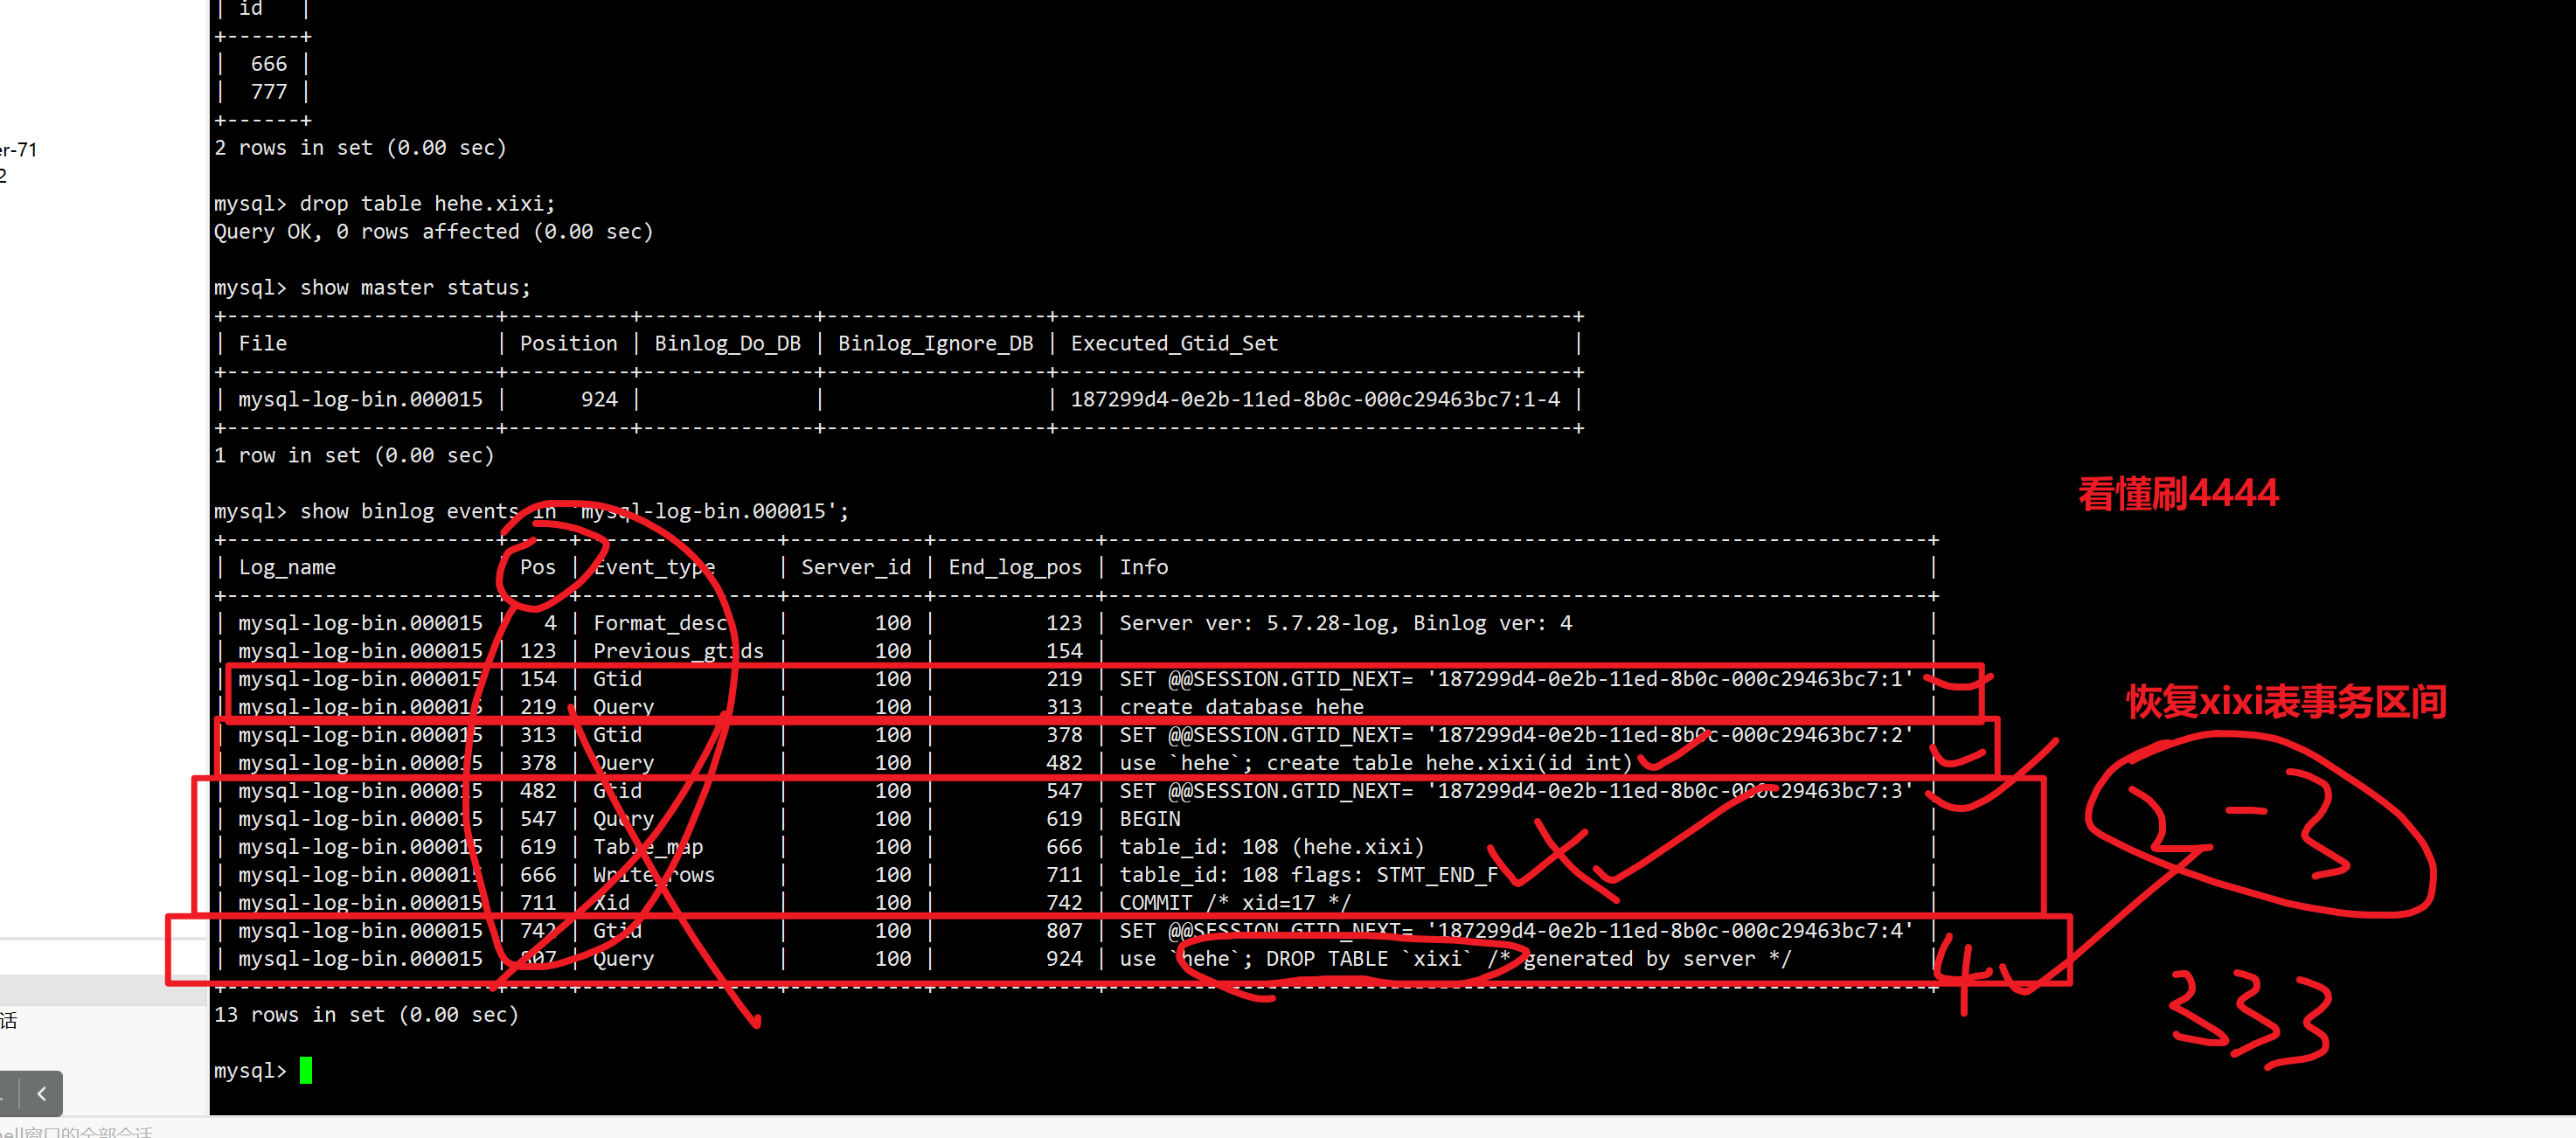 | id   |
+------+
|  666 |
|  777 |
+------+
2 rows in set (0.00 sec)
er-71
2
mysql> drop table hehe.xixi;
Query OK, 0 rows affected (0.00 sec)
mysql> show master status;
+----------------------+----------+--------------+------------------+------------------------------------------+
| File                 | Position | Binlog_Do_DB | Binlog_Ignore_DB | Executed_Gtid_Set                        |
+----------------------+----------+--------------+------------------+------------------------------------------+
| mysql-log-bin.000015 |      924 |              |                  | 187299d4-0e2b-11ed-8b0c-000c29463bc7:1-4 |
+----------------------+----------+--------------+------------------+------------------------------------------+
1 row in set (0.00 sec)
看懂刷4444
mysql> show binlog events in 'mysql-log-bin.000015';
+----------------------+-----+----------------+-----------+-------------+-------------------------------------------------------------------+
| Log_name             | Pos | Event_type     | Server_id | End_log_pos | Info                                                              |
+----------------------+-----+----------------+-----------+-------------+-------------------------------------------------------------------+
| mysql-log-bin.000015 |   4 | Format_desc    |       100 |         123 | Server ver: 5.7.28-log, Binlog ver: 4                             |
| mysql-log-bin.000015 | 123 | Previous_gtids |       100 |         154 |                                                                   |
| mysql-log-bin.000015 | 154 | Gtid           |       100 |         219 | SET @@SESSION.GTID_NEXT= '187299d4-0e2b-11ed-8b0c-000c29463bc7:1' |
| mysql-log-bin.000015 | 219 | Query          |       100 |         313 | create database hehe                                              |
| mysql-log-bin.000015 | 313 | Gtid           |       100 |         378 | SET @@SESSION.GTID_NEXT= '187299d4-0e2b-11ed-8b0c-000c29463bc7:2' |
| mysql-log-bin.000015 | 378 | Query          |       100 |         482 | use `hehe`; create table hehe.xixi(id int)                        |
| mysql-log-bin.000015 | 482 | Gtid           |       100 |         547 | SET @@SESSION.GTID_NEXT= '187299d4-0e2b-11ed-8b0c-000c29463bc7:3' |
| mysql-log-bin.000015 | 547 | Query          |       100 |         619 | BEGIN                                                             |
| mysql-log-bin.000015 | 619 | Table_map      |       100 |         666 | table_id: 108 (hehe.xixi)                                         |
| mysql-log-bin.000015 | 666 | Write_rows     |       100 |         711 | table_id: 108 flags: STMT_END_F                                   |
| mysql-log-bin.000015 | 711 | Xid            |       100 |         742 | COMMIT /* xid=17 */                                               |
| mysql-log-bin.000015 | 742 | Gtid           |       100 |         807 | SET @@SESSION.GTID_NEXT= '187299d4-0e2b-11ed-8b0c-000c29463bc7:4' |
| mysql-log-bin.000015 | 807 | Query          |       100 |         924 | use `hehe`; DROP TABLE `xixi` /* generated by server */           |
+----------------------+-----+----------------+-----------+-------------+-------------------------------------------------------------------+
恢复xixi表事务区间
2-3
4
333
13 rows in set (0.00 sec)
话
mysql>